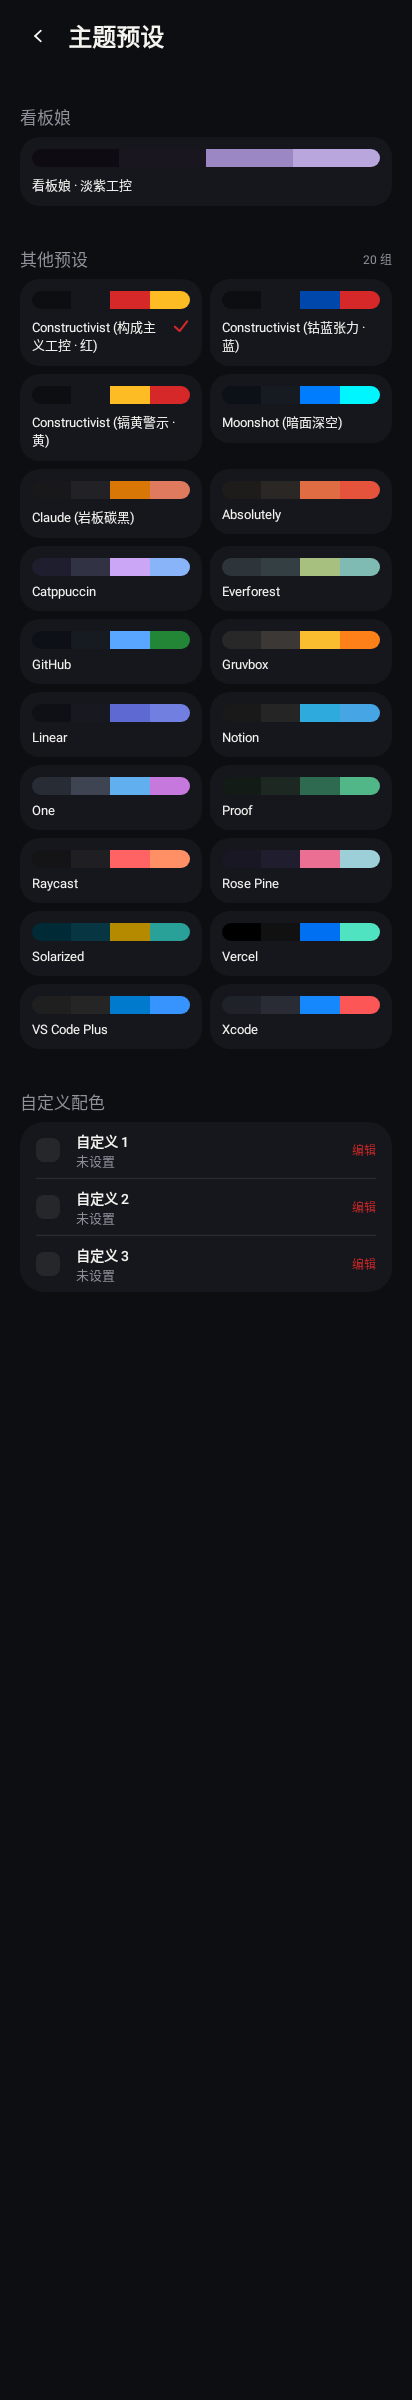 主题预设
看板娘
看板娘 · 淡紫工控
其他预设
20 组
Constructivist (构成主
义工控 · 红)
Constructivist (钴蓝张力 ·
蓝)
Constructivist (镉黄警示 ·
黄)
Moonshot (暗面深空)
Claude (岩板碳黑)
Absolutely
Catppuccin
Everforest
GitHub
Gruvbox
Linear
Notion
One
Proof
Raycast
Rose Pine
Solarized
Vercel
VS Code Plus
Xcode
自定义配色
自定义 1
未设置
编辑
自定义 2
未设置
编辑
自定义 3
未设置
编辑